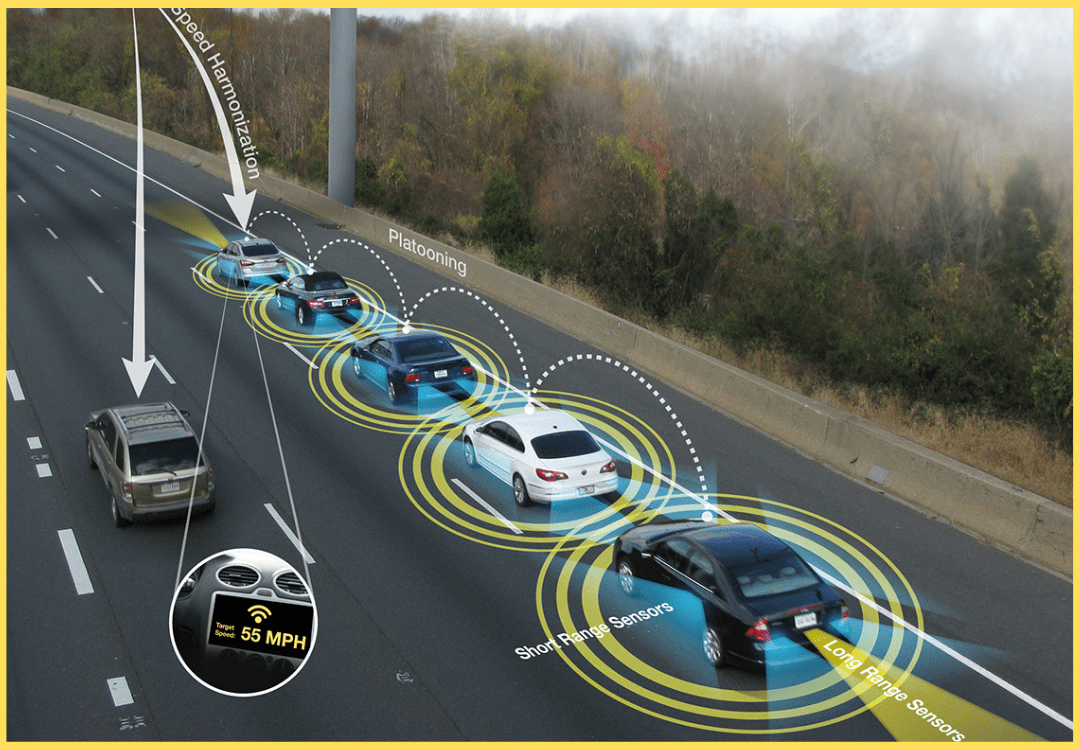 Speed Harmonization
Platooning
Target
Speed:
55 MPH
Short Range Sensors
Long Range Sensors